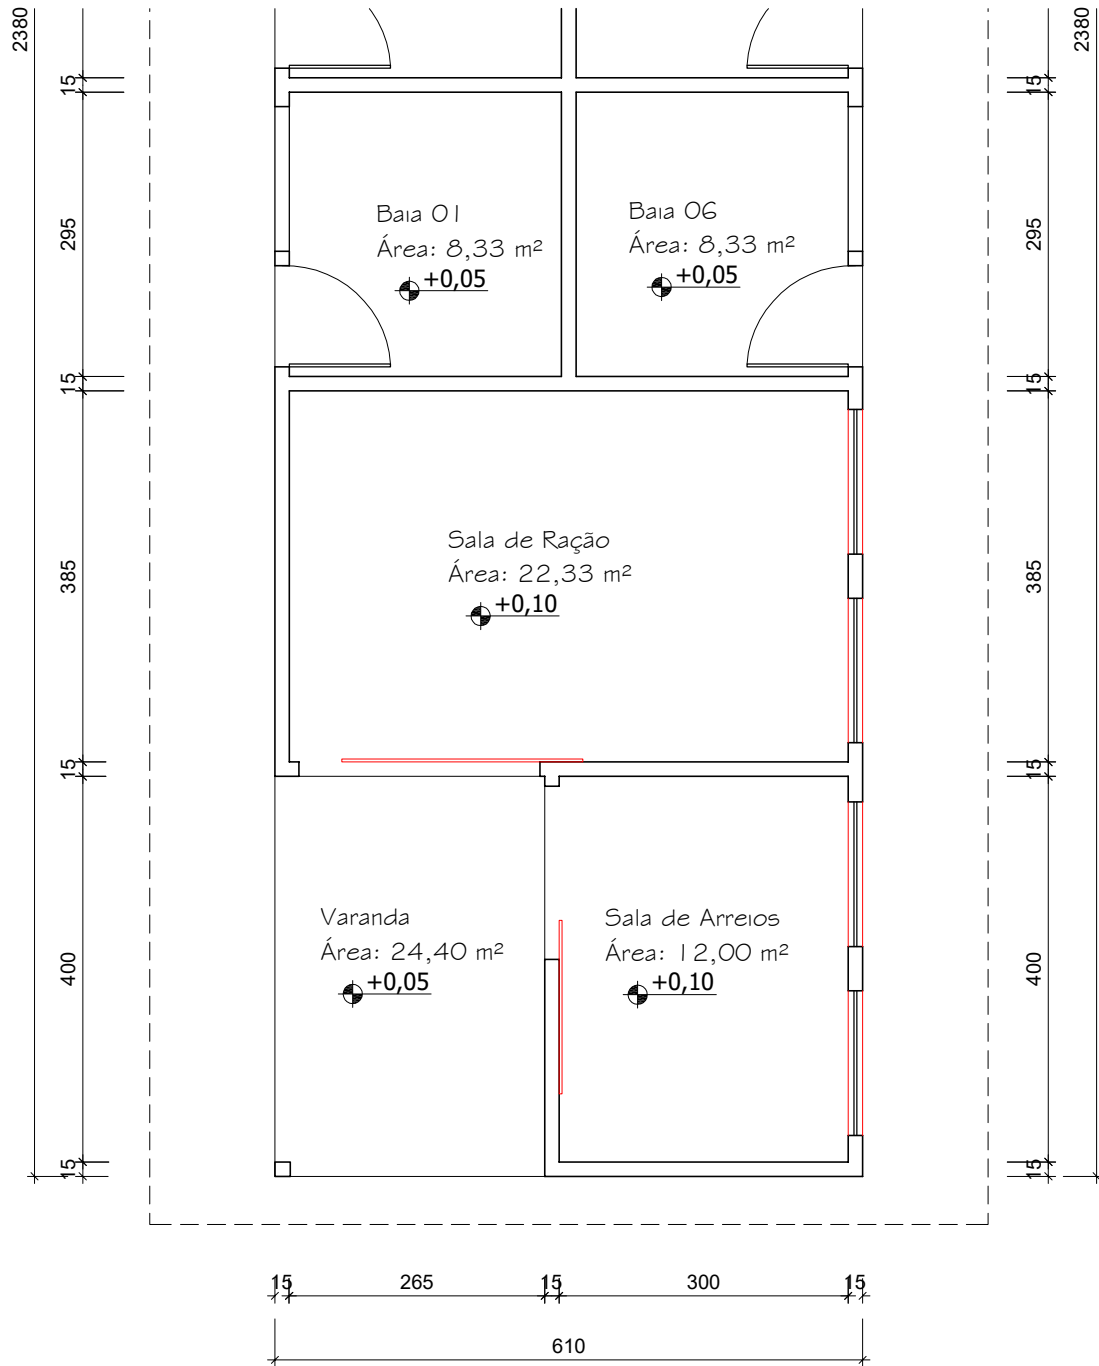 2380
2380
15
15
295
295
Baia 01
Área: 8,33 m²
+0,05
Baia 06
Área: 8,33 m²
+0,05
15
15
385
385
Sala de Ração
Área: 22,33 m²
+0,10
15
15
400
400
Varanda
Área: 24,40 m²
+0,05
Sala de Arreios
Área: 12,00 m²
+0,10
15
15
15
265
15
300
15
610